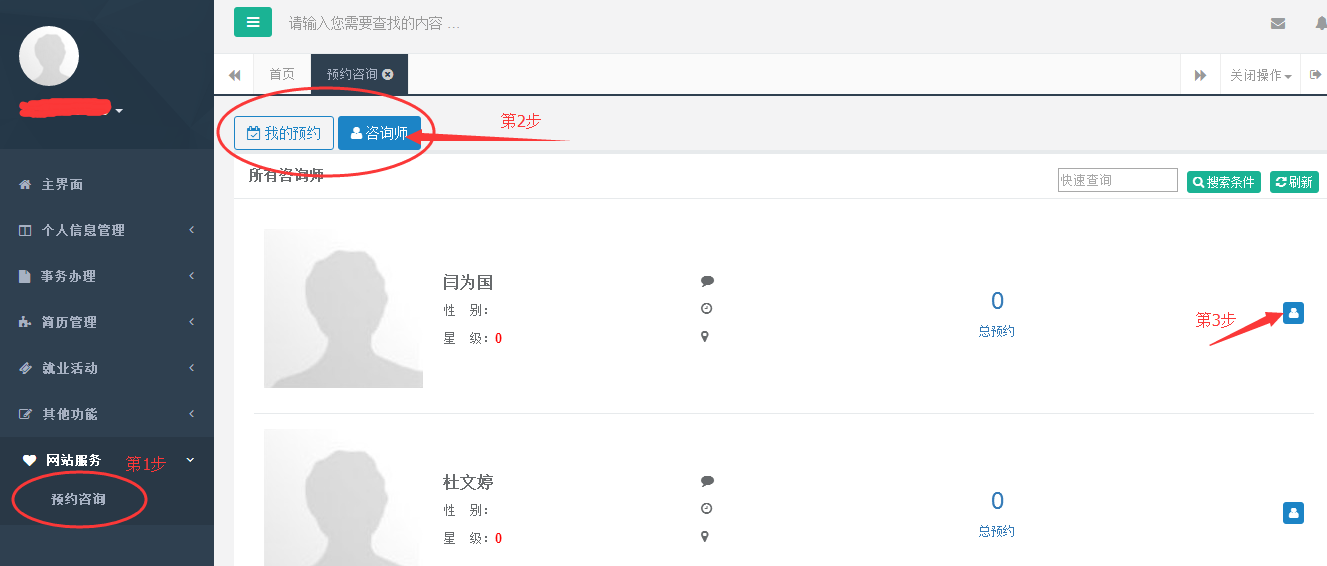 请输入您需要查找的内容 …
首页
预约咨询
关闭操作
我的预约
咨询师
第2步
所有咨询师
快速查询
搜索条件
刷新
主界面
个人信息管理
事务办理
简历管理
就业活动
其他功能
网站服务
第1步
预约咨询
闫为国
性 别：
星 级：0
0
总预约
第3步
杜文婷
性 别：
星 级：0
0
总预约